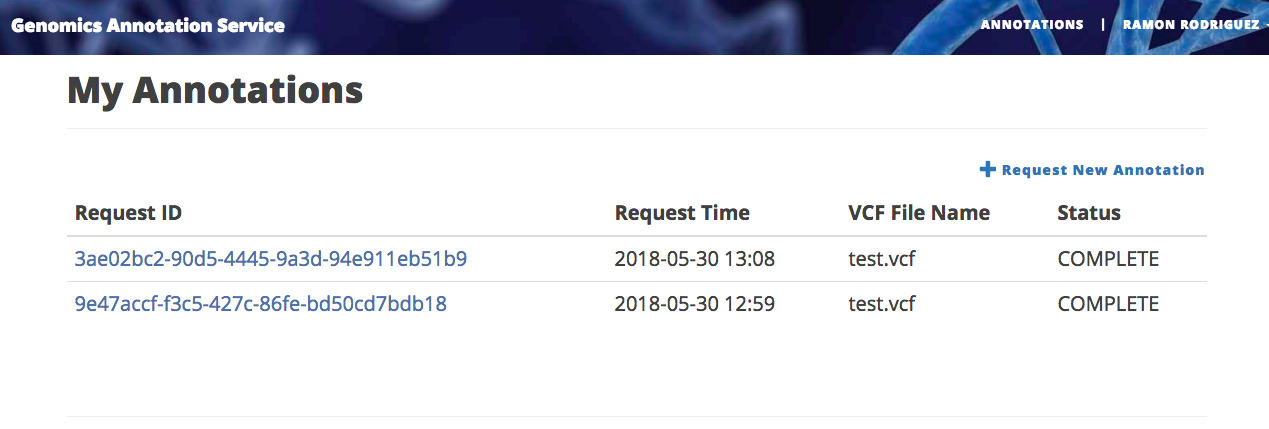 Genomics Annotation Service ANNOTATIONS | RAMON RODRIGUEZ
My Annotations
Request New Annotation
Request ID Request Time VCF File Name Status
3ae02bc2-90d5-4445-9a3d-94e911eb51b9 2018-05-30 13:08 test.vcf COMPLETE
9e47accf-f3c5-427c-86fe-bd50cd7bdb18 2018-05-30 12:59 test.vcf COMPLETE